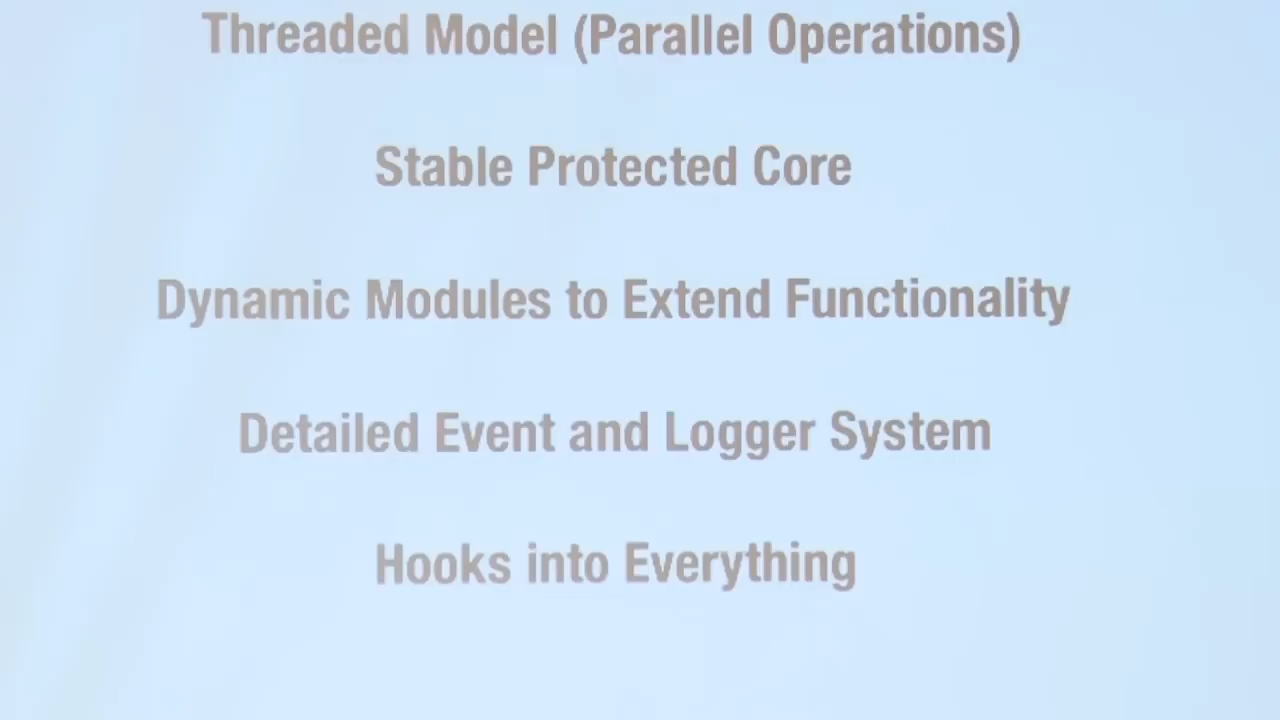 Threaded Model (Parallel Operations)
Stable Protected Core
Dynamic Modules to Extend Functionality
Detailed Event and Logger System
Hooks into Everything